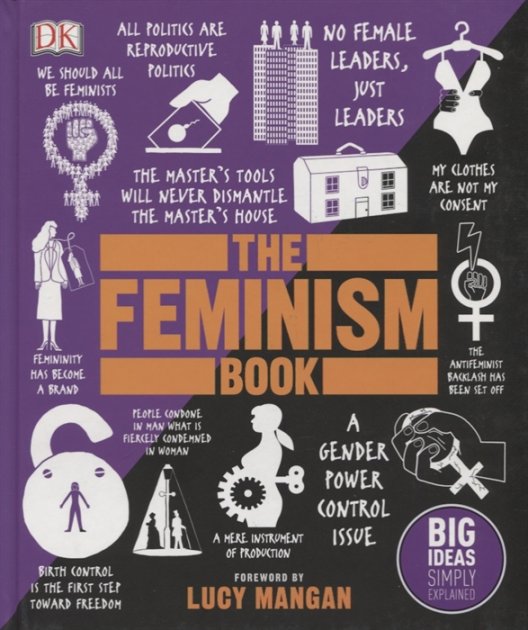 DK
ALL POLITICS ARE
REPRODUCTIVE
POLITICS
NO FEMALE
LEADERS,
JUST
LEADERS
WE SHOULD ALL
BE FEMINISTS
THE MASTER'S TOOLS
WILL NEVER DISMANTLE
THE MASTER'S HOUSE
MY CLOTHES
ARE NOT MY
CONSENT
THE
FEMINISM
BOOK
FEMININITY
HAS BECOME
A BRAND
THE
ANTIFEMINIST
BACKLASH HAS
BEEN SET OFF
PEOPLE CONDONE
IN MAN WHAT IS
FIERCELY CONDEMNED
IN WOMAN
A
GENDER
POWER
CONTROL
ISSUE
A MERE INSTRUMENT
OF PRODUCTION
BIRTH CONTROL
IS THE FIRST STEP
TOWARD FREEDOM
BIG
IDEAS
SIMPLY
EXPLAINED
FOREWORD BY
LUCY MANGAN